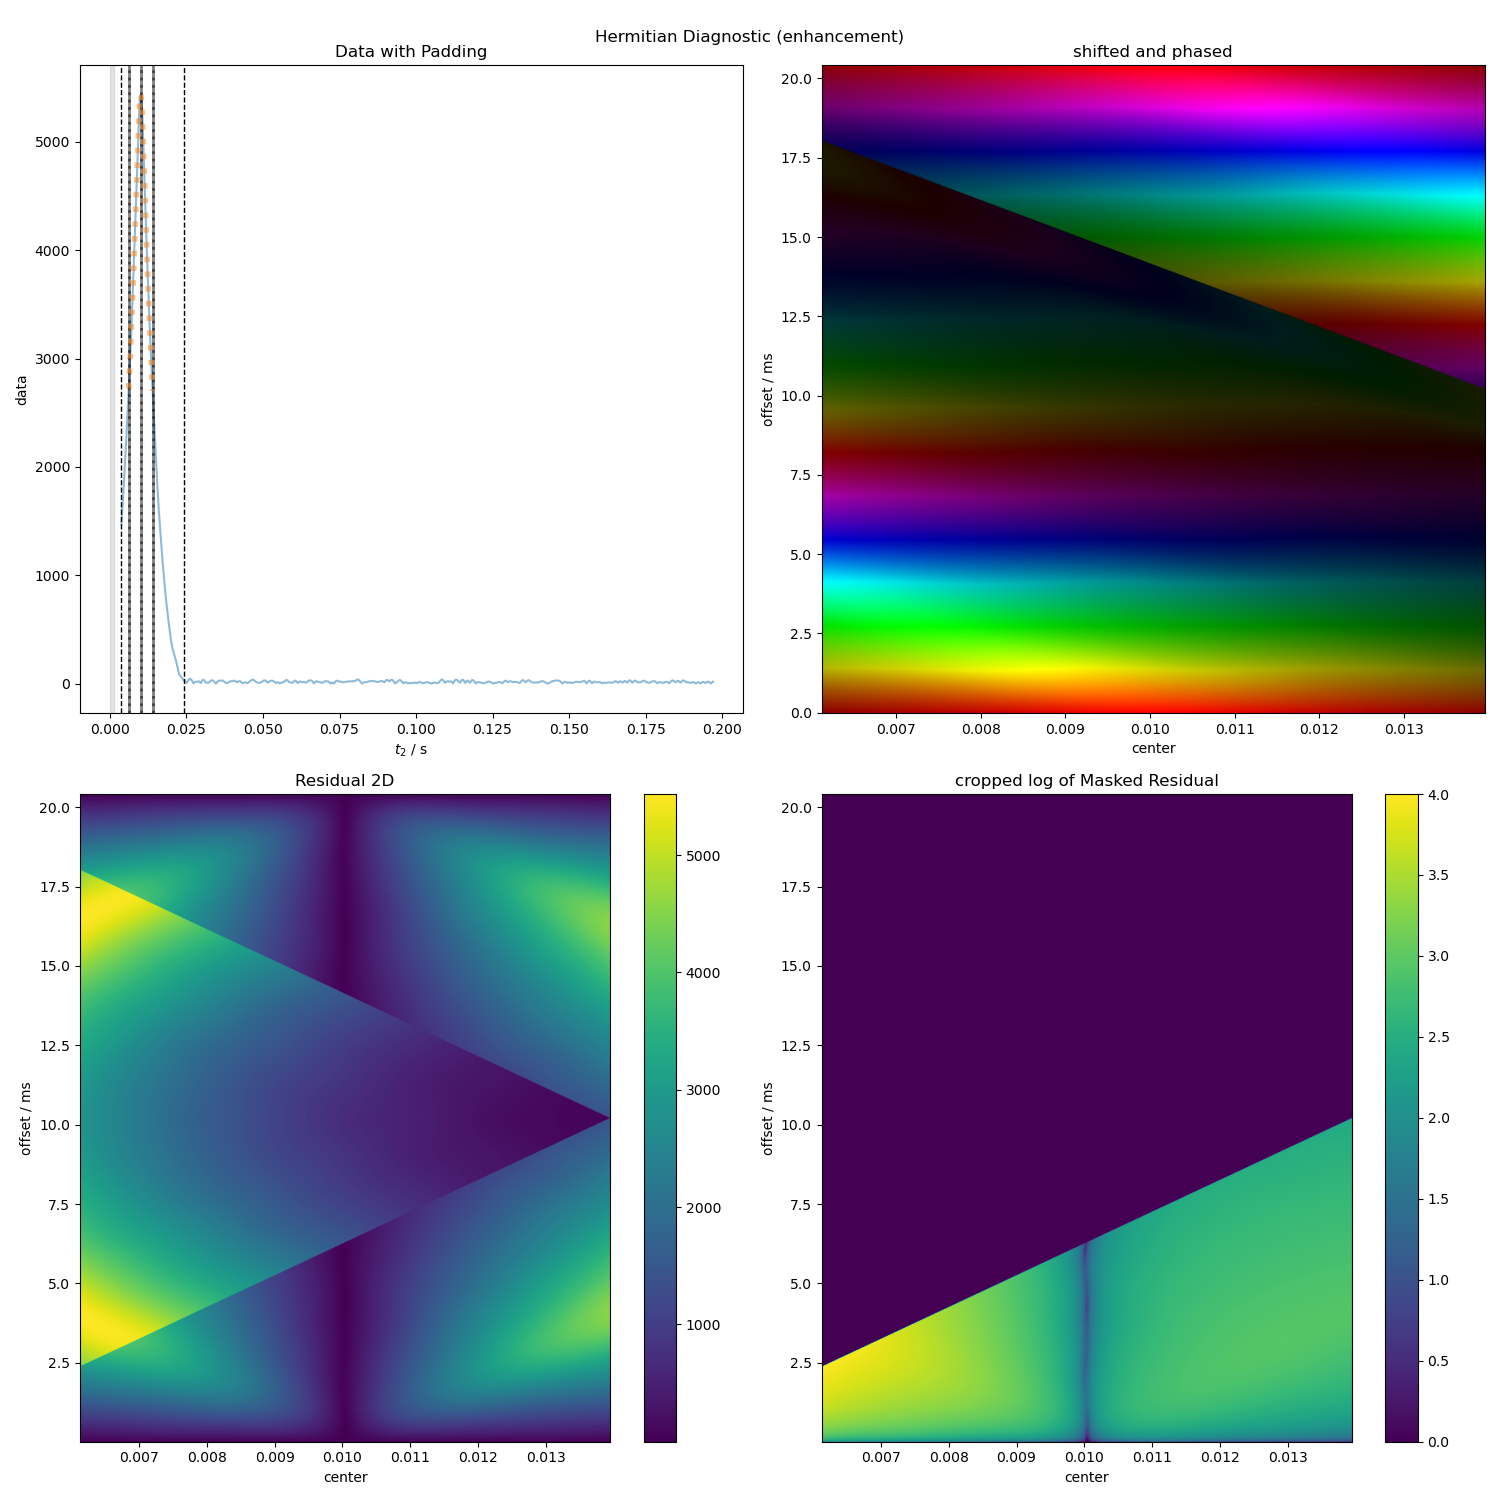 Hermitian Diagnostic (enhancement)
Data with Padding
data
5000
4000
3000
2000
1000
0
0.000 0.025 0.050 0.075 0.100 0.125 0.150 0.175 0.200
t₂ / s
shifted and phased
offset / ms
20.0
17.5
15.0
12.5
10.0
7.5
5.0
2.5
0.0
0.007 0.008 0.009 0.010 0.011 0.012 0.013
center
Residual 2D
offset / ms
20.0
17.5
15.0
12.5
10.0
7.5
5.0
2.5
0.007 0.008 0.009 0.010 0.011 0.012 0.013
center
5000
4000
3000
2000
1000
cropped log of Masked Residual
offset / ms
20.0
17.5
15.0
12.5
10.0
7.5
5.0
2.5
0.007 0.008 0.009 0.010 0.011 0.012 0.013
center
4.0
3.5
3.0
2.5
2.0
1.5
1.0
0.5
0.0